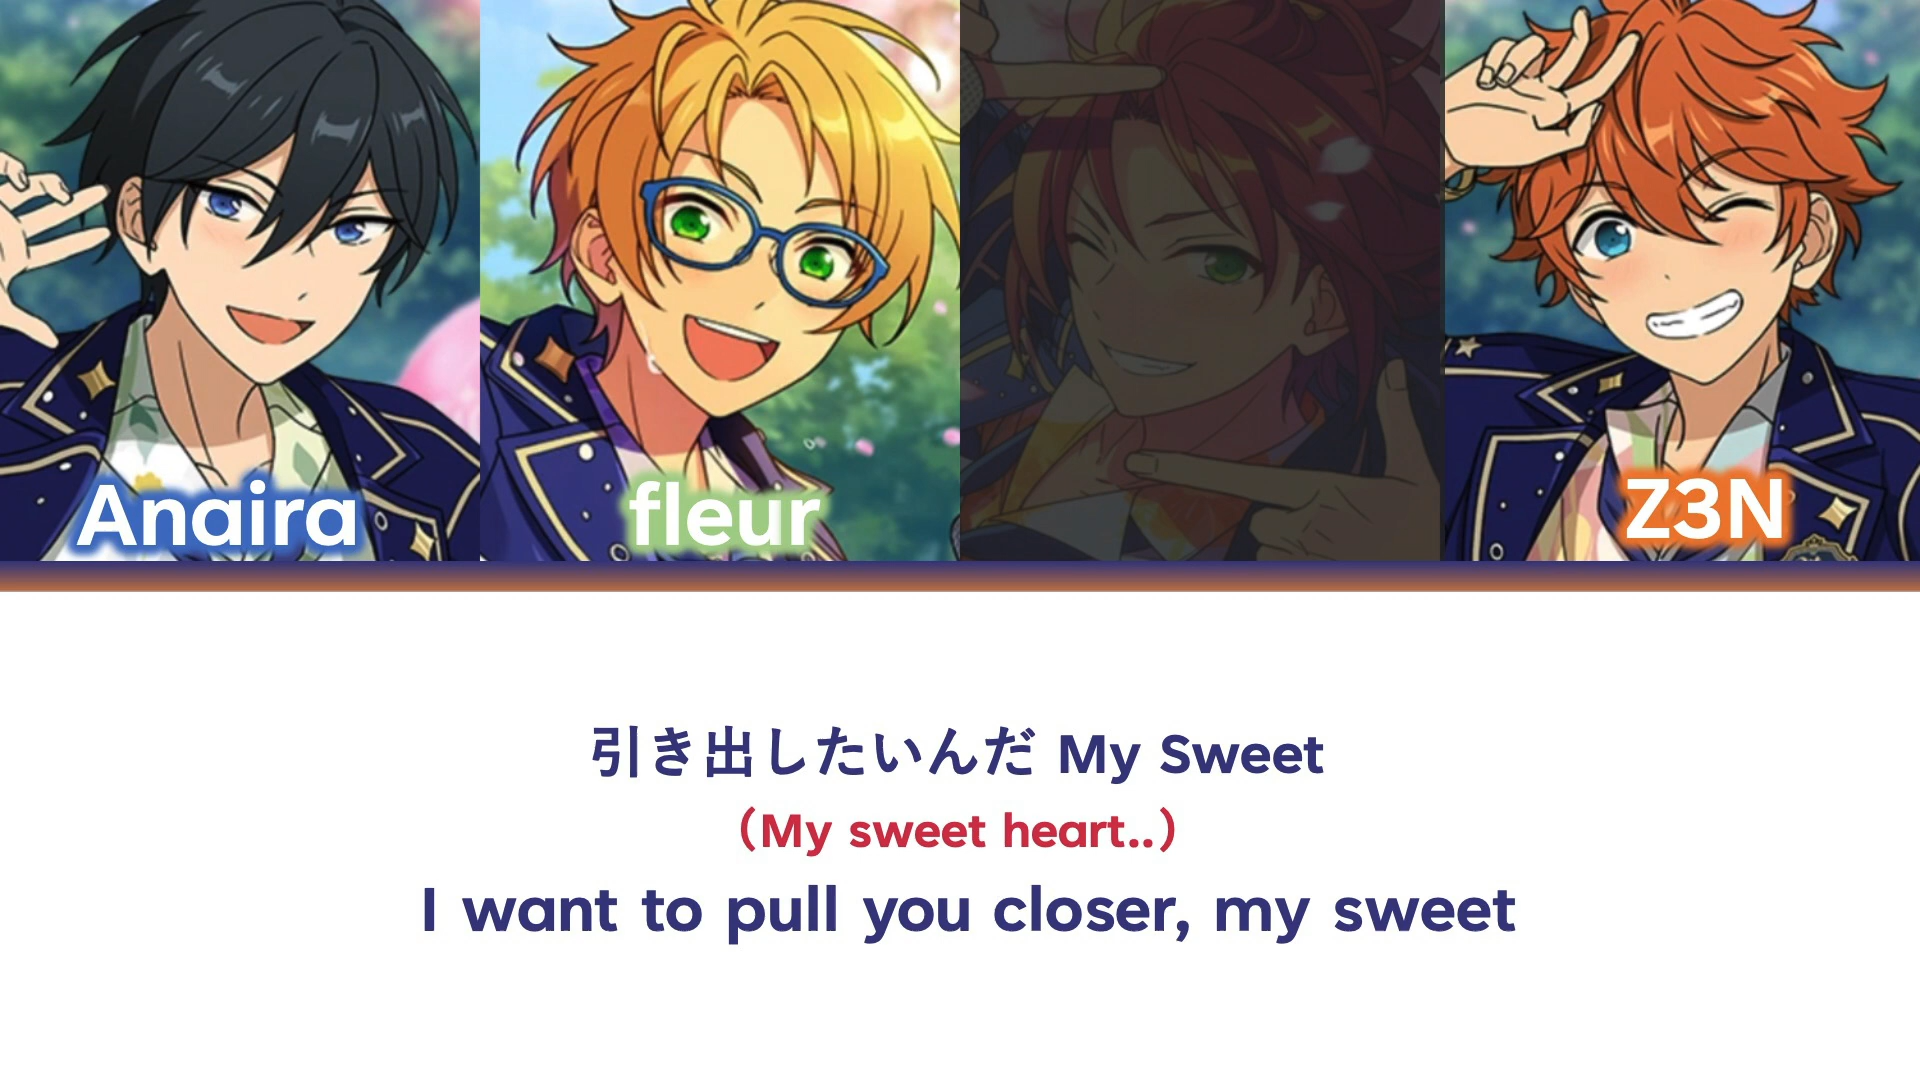 Anaira
fleur
Z3N
引き出したいんだ My Sweet
(My sweet heart..)
I want to pull you closer, my sweet